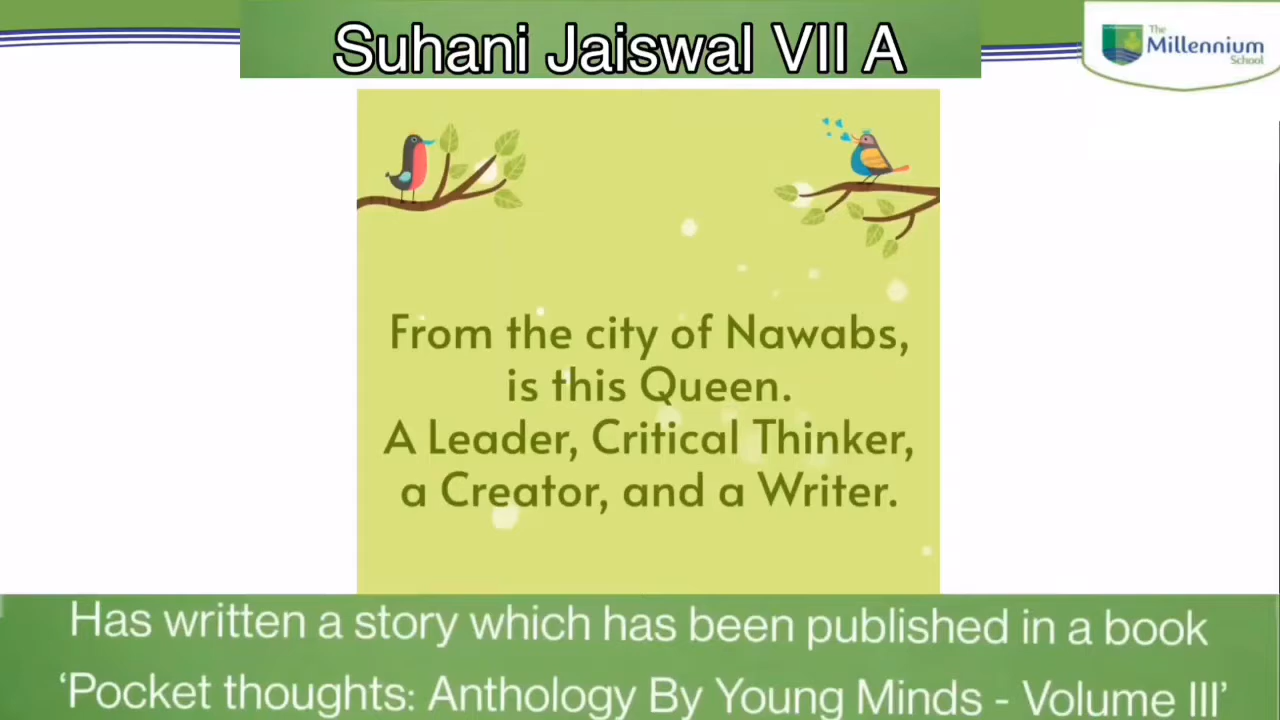 Suhani Jaiswal VII A
The
Millennium
School
From the city of Nawabs,
is this Queen.
A Leader, Critical Thinker,
a Creator, and a Writer.
Has written a story which has been published in a book
‘Pocket thoughts: Anthology By Young Minds - Volume III’